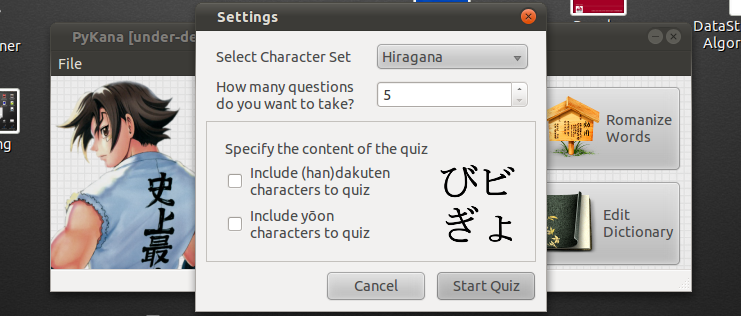 Settings
PyKana [under-de
File
Select Character Set
Hiragana
How many questions
do you want to take?
5
Specify the content of the quiz
Include (han)dakuten
characters to quiz
Include yōon
characters to quiz
びビ
ぎょ
Cancel
Start Quiz
史上最
Romanize
Words
Edit
Dictionary
DataSt
Algor
ner
ng